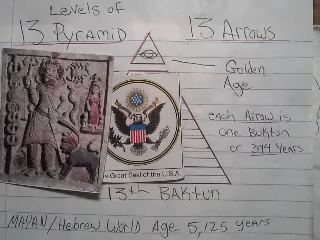 Levels of
13 Pyramid
13 Arrows
Golden
Age
each Arrow is
one Baktun
or 394 years
Great Seal of the U.S.A
13th BAktun
MAYAN/Hebrew World Age 5,125 years